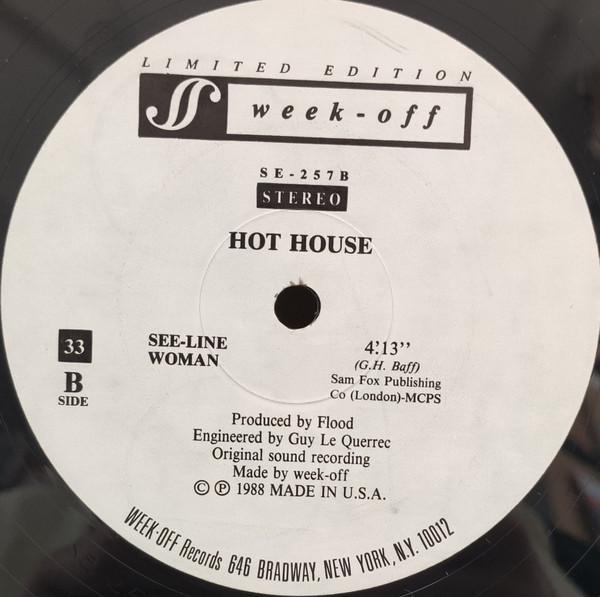 LIMITED EDITION
week-off
SE-257B
STEREO
HOT HOUSE
33
B
SIDE
SEE-LINE
WOMAN
4:13''
(G.H. Baff)
Sam Fox Publishing
Co (London)-MCPS
Produced by Flood
Engineered by Guy Le Querrec
Original sound recording
Made by week-off
© ℗ 1988 MADE IN U.S.A.
WEEK-OFF Records 646 BRADWAY, NEW YORK, N.Y. 10012